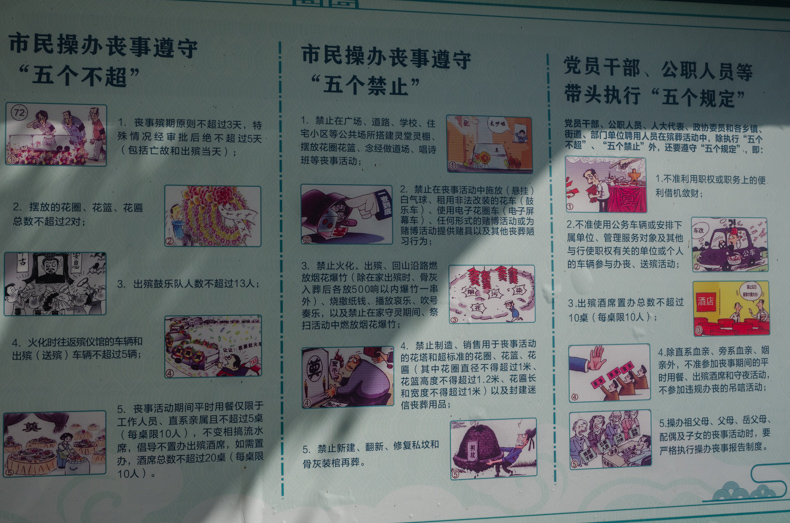 市民操办丧事遵守
“五个不超”
1、丧事殡期原则不超过3天，特
殊情况经审批后绝不超过5天
（包括亡故和出殡当天）；
2、摆放的花圈、花篮、花匾
总数不超过2对；
3、出殡鼓乐队人数不超过13人；
4、火化时往返殡仪馆的车辆和
出殡（送殡）车辆不超过5辆；
5、丧事活动期间平时用餐仅限于
工作人员、直系亲属且不超过5桌
（每桌限10人），不变相搞流水
席，倡导不置办出殡酒席，如需置
办，酒席总数不超过20桌（每桌限
10人）。
市民操办丧事遵守
“五个禁止”
1、禁止在广场、道路、学校、住
宅小区等公共场所搭建灵堂灵棚、
摆放花圈花篮、念经做道场、唱诗
班等丧事活动；
2、禁止在丧事活动中施放（悬挂）
白气球、租用非法改装的花车（鼓
乐车）、使用电子花圈车（电子屏
幕车）、任何形式的赌博活动或为
赌博活动提供赌具以及其他丧葬陋
习行为；
3、禁止火化、出殡、回山沿路燃
放烟花爆竹（除在家出殡时、骨灰
入葬后各放500响以内爆竹一串
外）、烧撒纸钱、播放哀乐、吹号
奏乐，以及禁止在家守灵期间、祭
扫活动中燃放烟花爆竹；
4、禁止制造、销售用于丧事活动
的花塔和超标准的花圈、花篮、花
匾（其中花圈直径不得超过1米、
花篮高度不得超过1.2米、花匾长
和宽度不得超过1米）以及封建迷
信丧葬用品；
5、禁止新建、翻新、修复私坟和
骨灰装棺再葬。
党员干部、公职人员等
带头执行“五个规定”
党员干部、公职人员、人大代表、政协委员和各乡镇、
街道、部门单位聘用人员在殡葬活动中，除执行“五个
不超”、“五个禁止”外，还要遵守“五个规定”，即：
1.不准利用职权或职务上的便
利借机敛财；
2.不准使用公务车辆或安排下
属单位、管理服务对象及其他
与行使职权有关的单位或个人
的车辆参与办丧、送殡活动；
3.出殡酒席置办总数不超过
10桌（每桌限10人）；
4.除直系血亲、旁系血亲、姻
亲外，不准参加丧事期间的平
时用餐、出殡酒席和守夜活动，
不参加违规办丧的吊唁活动；
5.操办祖父母、父母、岳父母、
配偶及子女的丧事活动时，要
严格执行操办丧事报告制度。
72
酒店
公车